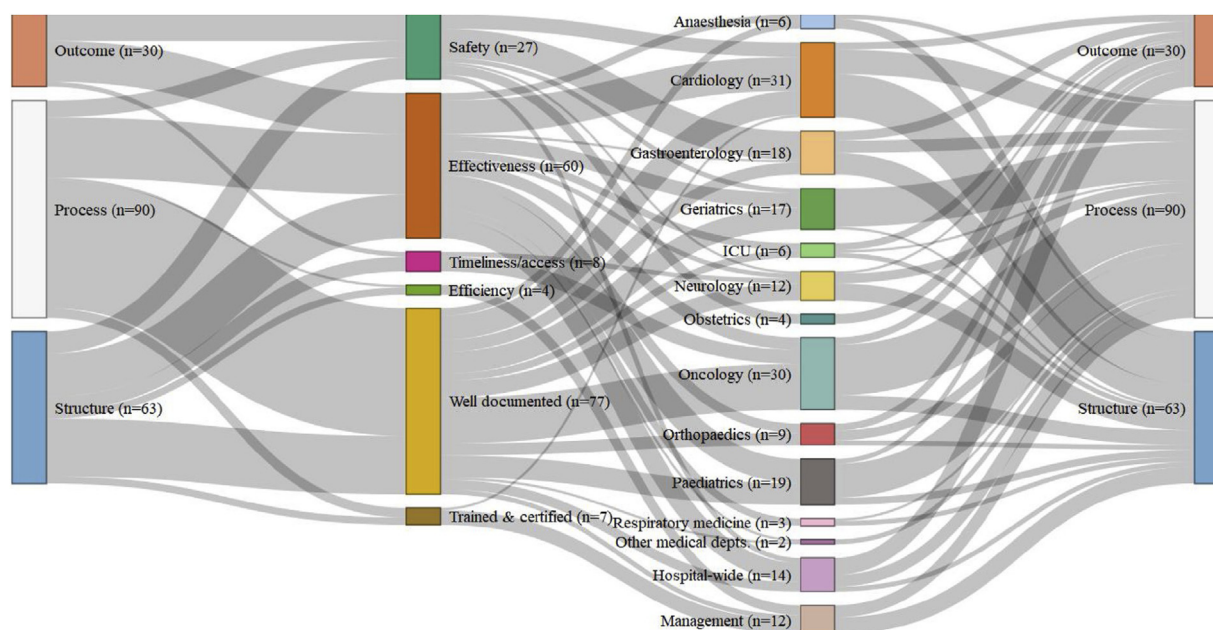 Outcome (n=30)
Process (n=90)
Structure (n=63)
Safety (n=27)
Effectiveness (n=60)
Timeliness/access (n=8)
Efficiency (n=4)
Well documented (n=77)
Trained & certified (n=7)
Anaesthesia (n=6)
Cardiology (n=31)
Gastroenterology (n=18)
Geriatrics (n=17)
ICU (n=6)
Neurology (n=12)
Obstetrics (n=4)
Oncology (n=30)
Orthopaedics (n=9)
Paediatrics (n=19)
Respiratory medicine (n=3)
Other medical depts. (n=2)
Hospital-wide (n=14)
Management (n=12)
Outcome (n=30)
Process (n=90)
Structure (n=63)